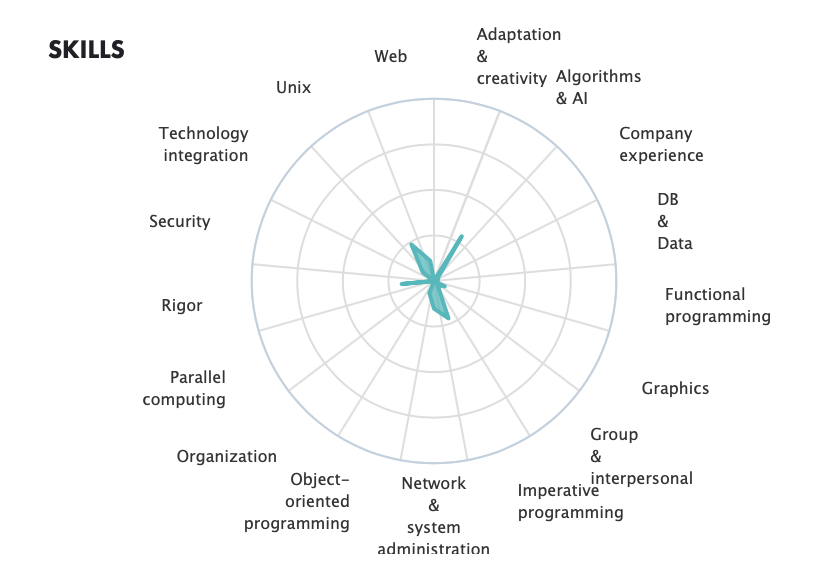 SKILLS
Web
Adaptation
&
creativity
Algorithms
& AI
Unix
Company
experience
Technology
integration
DB
&
Data
Security
Functional
programming
Rigor
Graphics
Parallel
computing
Group
&
interpersonal
Organization
Imperative
programming
Object-
oriented
programming
Network
&
system
administration